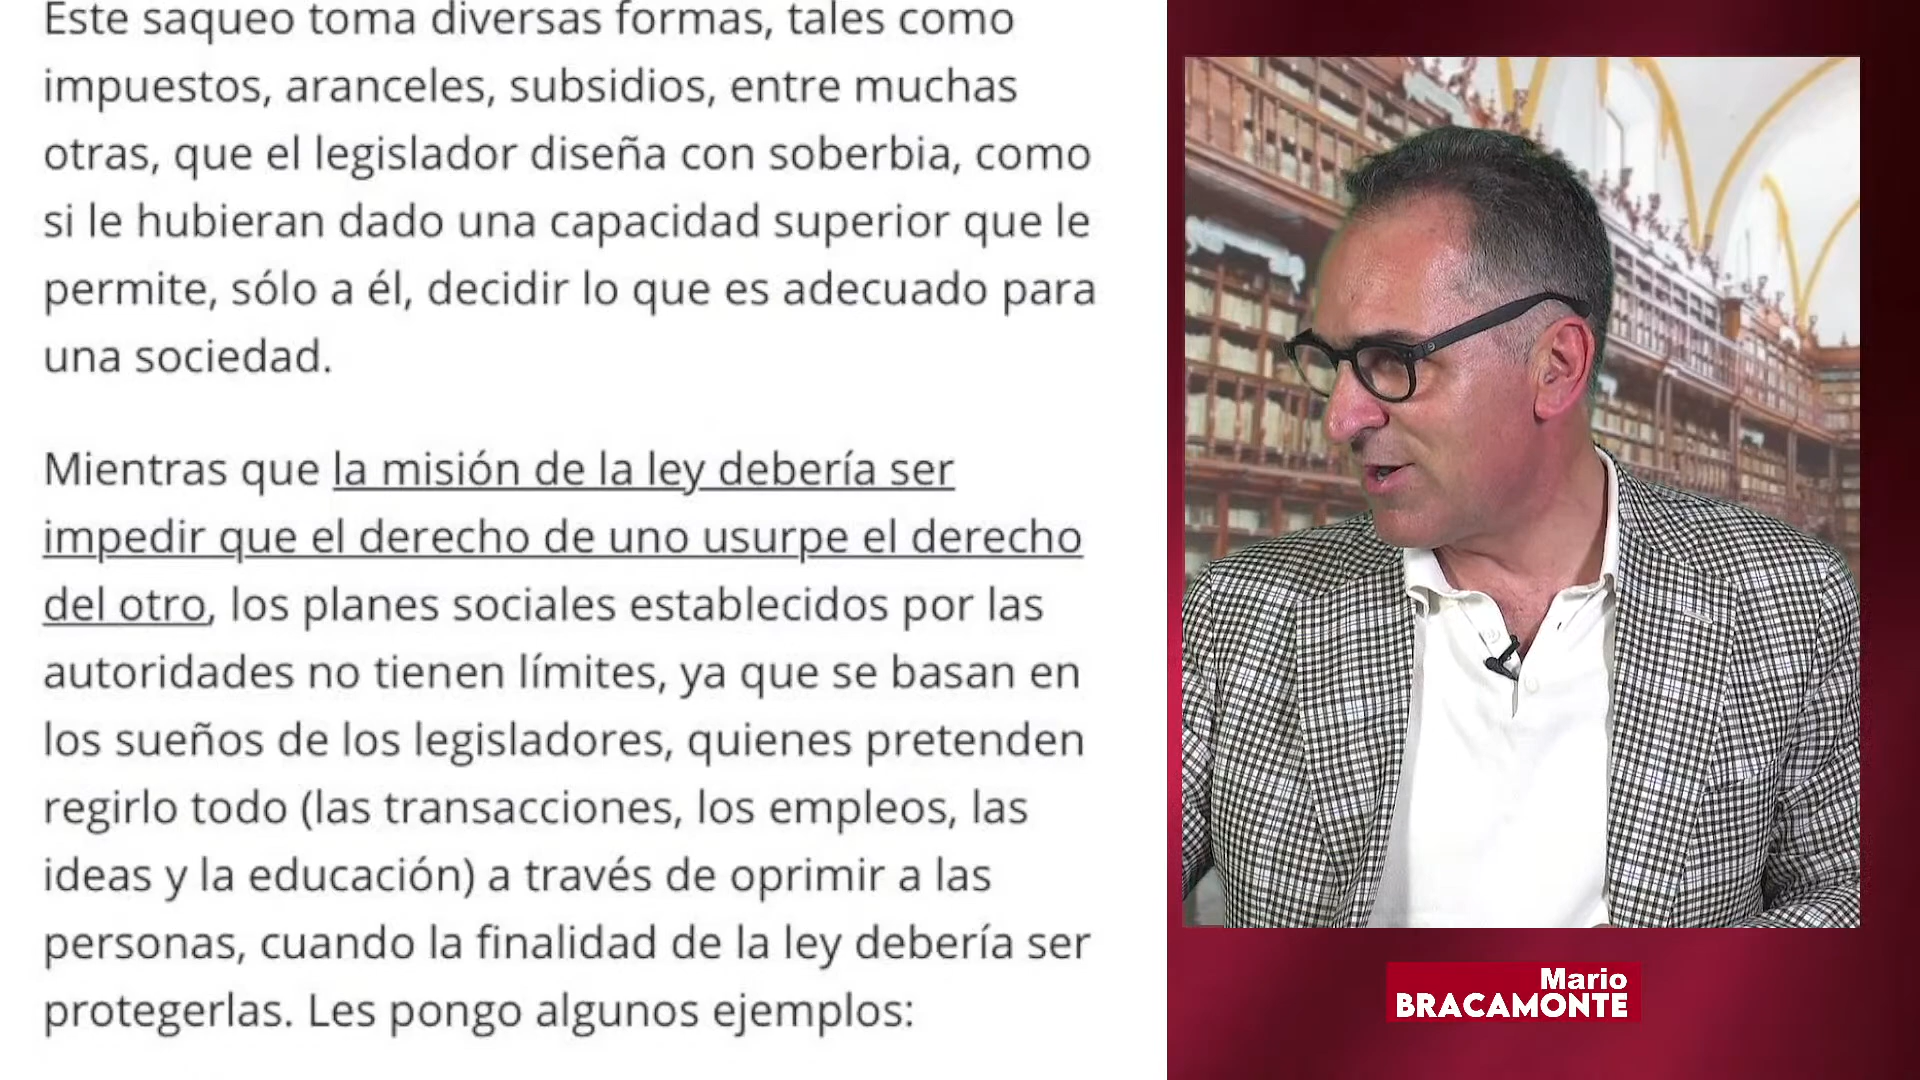 Este saqueo toma diversas formas, tales como
impuestos, aranceles, subsidios, entre muchas
otras, que el legislador diseña con soberbia, como
si le hubieran dado una capacidad superior que le
permite, sólo a él, decidir lo que es adecuado para
una sociedad.
Mientras que la misión de la ley debería ser
impedir que el derecho de uno usurpe el derecho
del otro, los planes sociales establecidos por las
autoridades no tienen límites, ya que se basan en
los sueños de los legisladores, quienes pretenden
regirlo todo (las transacciones, los empleos, las
ideas y la educación) a través de oprimir a las
personas, cuando la finalidad de la ley debería ser
protegerlas. Les pongo algunos ejemplos:
Mario
BRACAMONTE